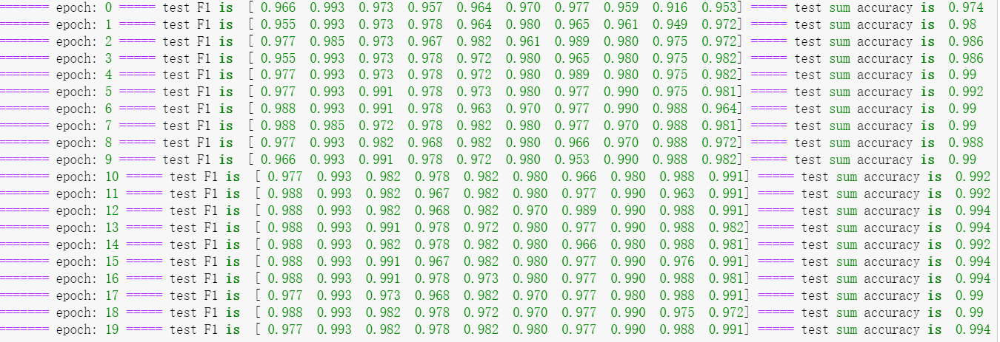 ======= epoch: 0 ===== test F1 is  [ 0.966  0.993  0.973  0.957  0.964  0.970  0.977  0.959  0.916  0.953] ===== test sum accuracy is  0.974
======= epoch: 1 ===== test F1 is  [ 0.955  0.993  0.973  0.978  0.964  0.980  0.965  0.961  0.949  0.972] ===== test sum accuracy is  0.98
======= epoch: 2 ===== test F1 is  [ 0.977  0.985  0.973  0.967  0.982  0.961  0.989  0.980  0.975  0.972] ===== test sum accuracy is  0.986
======= epoch: 3 ===== test F1 is  [ 0.955  0.993  0.973  0.978  0.972  0.980  0.965  0.980  0.975  0.982] ===== test sum accuracy is  0.986
======= epoch: 4 ===== test F1 is  [ 0.977  0.993  0.973  0.978  0.972  0.980  0.989  0.980  0.975  0.982] ===== test sum accuracy is  0.99
======= epoch: 5 ===== test F1 is  [ 0.977  0.993  0.991  0.978  0.973  0.980  0.977  0.990  0.975  0.981] ===== test sum accuracy is  0.992
======= epoch: 6 ===== test F1 is  [ 0.988  0.993  0.991  0.978  0.963  0.970  0.977  0.990  0.988  0.964] ===== test sum accuracy is  0.99
======= epoch: 7 ===== test F1 is  [ 0.988  0.985  0.972  0.978  0.982  0.980  0.977  0.970  0.988  0.981] ===== test sum accuracy is  0.99
======= epoch: 8 ===== test F1 is  [ 0.977  0.993  0.982  0.968  0.982  0.980  0.966  0.970  0.988  0.972] ===== test sum accuracy is  0.988
======= epoch: 9 ===== test F1 is  [ 0.966  0.993  0.991  0.978  0.972  0.980  0.953  0.990  0.988  0.982] ===== test sum accuracy is  0.99
======= epoch: 10 ===== test F1 is  [ 0.977  0.993  0.982  0.978  0.982  0.980  0.966  0.980  0.988  0.991] ===== test sum accuracy is  0.992
======= epoch: 11 ===== test F1 is  [ 0.988  0.993  0.982  0.967  0.982  0.980  0.977  0.990  0.963  0.991] ===== test sum accuracy is  0.992
======= epoch: 12 ===== test F1 is  [ 0.988  0.993  0.982  0.968  0.982  0.970  0.989  0.990  0.988  0.991] ===== test sum accuracy is  0.994
======= epoch: 13 ===== test F1 is  [ 0.988  0.993  0.991  0.978  0.972  0.980  0.977  0.990  0.988  0.982] ===== test sum accuracy is  0.994
======= epoch: 14 ===== test F1 is  [ 0.988  0.993  0.982  0.978  0.982  0.980  0.966  0.980  0.988  0.981] ===== test sum accuracy is  0.992
======= epoch: 15 ===== test F1 is  [ 0.988  0.993  0.991  0.967  0.982  0.980  0.977  0.990  0.976  0.991] ===== test sum accuracy is  0.994
======= epoch: 16 ===== test F1 is  [ 0.988  0.993  0.991  0.978  0.973  0.980  0.977  0.990  0.988  0.981] ===== test sum accuracy is  0.994
======= epoch: 17 ===== test F1 is  [ 0.977  0.993  0.973  0.968  0.982  0.970  0.977  0.980  0.988  0.991] ===== test sum accuracy is  0.99
======= epoch: 18 ===== test F1 is  [ 0.988  0.993  0.982  0.978  0.972  0.970  0.977  0.990  0.975  0.972] ===== test sum accuracy is  0.99
======= epoch: 19 ===== test F1 is  [ 0.977  0.993  0.982  0.978  0.982  0.980  0.977  0.990  0.988  0.991] ===== test sum accuracy is  0.994